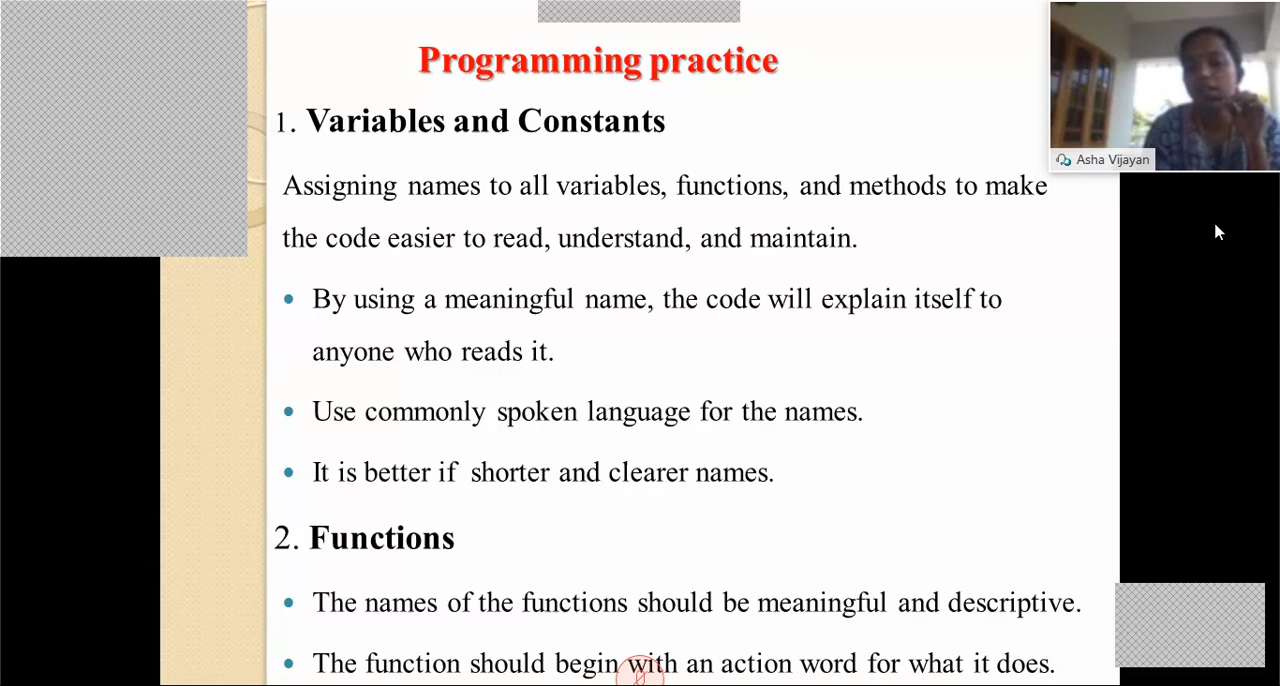 Programming practice
1. Variables and Constants
Assigning names to all variables, functions, and methods to make
the code easier to read, understand, and maintain.
• By using a meaningful name, the code will explain itself to
anyone who reads it.
• Use commonly spoken language for the names.
• It is better if shorter and clearer names.
2. Functions
• The names of the functions should be meaningful and descriptive.
• The function should begin with an action word for what it does.
Asha Vijayan